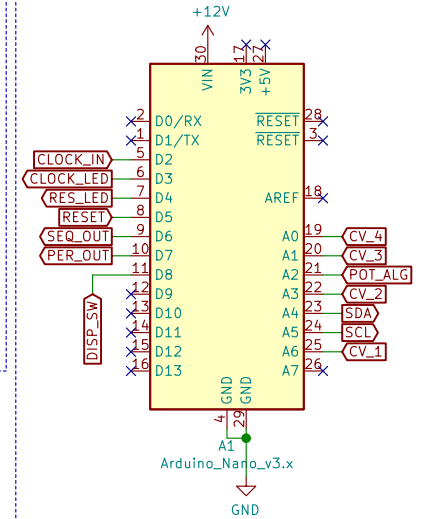 +12V
30 17 27
VIN 3V3 +5V
2 D0/RX RESET 28
1 D1/TX RESET 3
CLOCK_IN 5 D2
CLOCK_LED 6 D3
RES_LED 7 D4 AREF 18
RESET 8 D5
SEQ_OUT 9 D6 A0 19 CV_4
PER_OUT 10 D7 A1 20 CV_3
11 D8 A2 21 POT_ALG
12 D9 A3 22 CV_2
13 D10 A4 23 SDA
14 D11 A5 24 SCL
15 D12 A6 25 CV_1
16 D13 A7 26
DISP_SW
GND GND
4 29
A1
Arduino_Nano_v3.x
GND